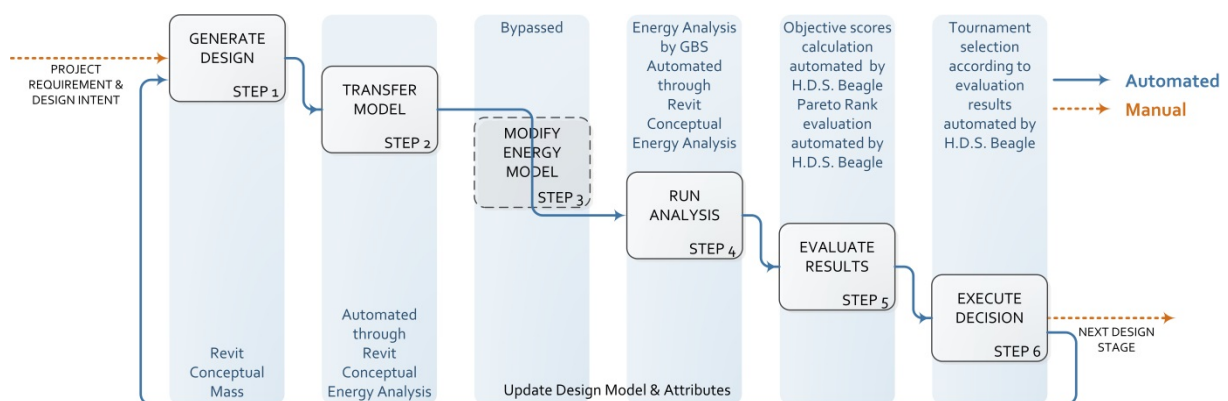 PROJECT
REQUIREMENT &
DESIGN INTENT
GENERATE
DESIGN
STEP 1
Revit
Conceptual
Mass
TRANSFER
MODEL
STEP 2
Automated
through
Revit
Conceptual
Energy Analysis
Bypassed
MODIFY
ENERGY
MODEL
STEP 3
Energy Analysis
by GBS
Automated
through
Revit
Conceptual
Energy Analysis
RUN
ANALYSIS
STEP 4
Objective scores
calculation
automated by
H.D.S. Beagle
Pareto Rank
evaluation
automated by
H.D.S. Beagle
EVALUATE
RESULTS
STEP 5
Tournament
selection
according to
evaluation
results
automated by
H.D.S. Beagle
EXECUTE
DECISION
STEP 6
Automated
Manual
NEXT DESIGN
STAGE
Update Design Model & Attributes